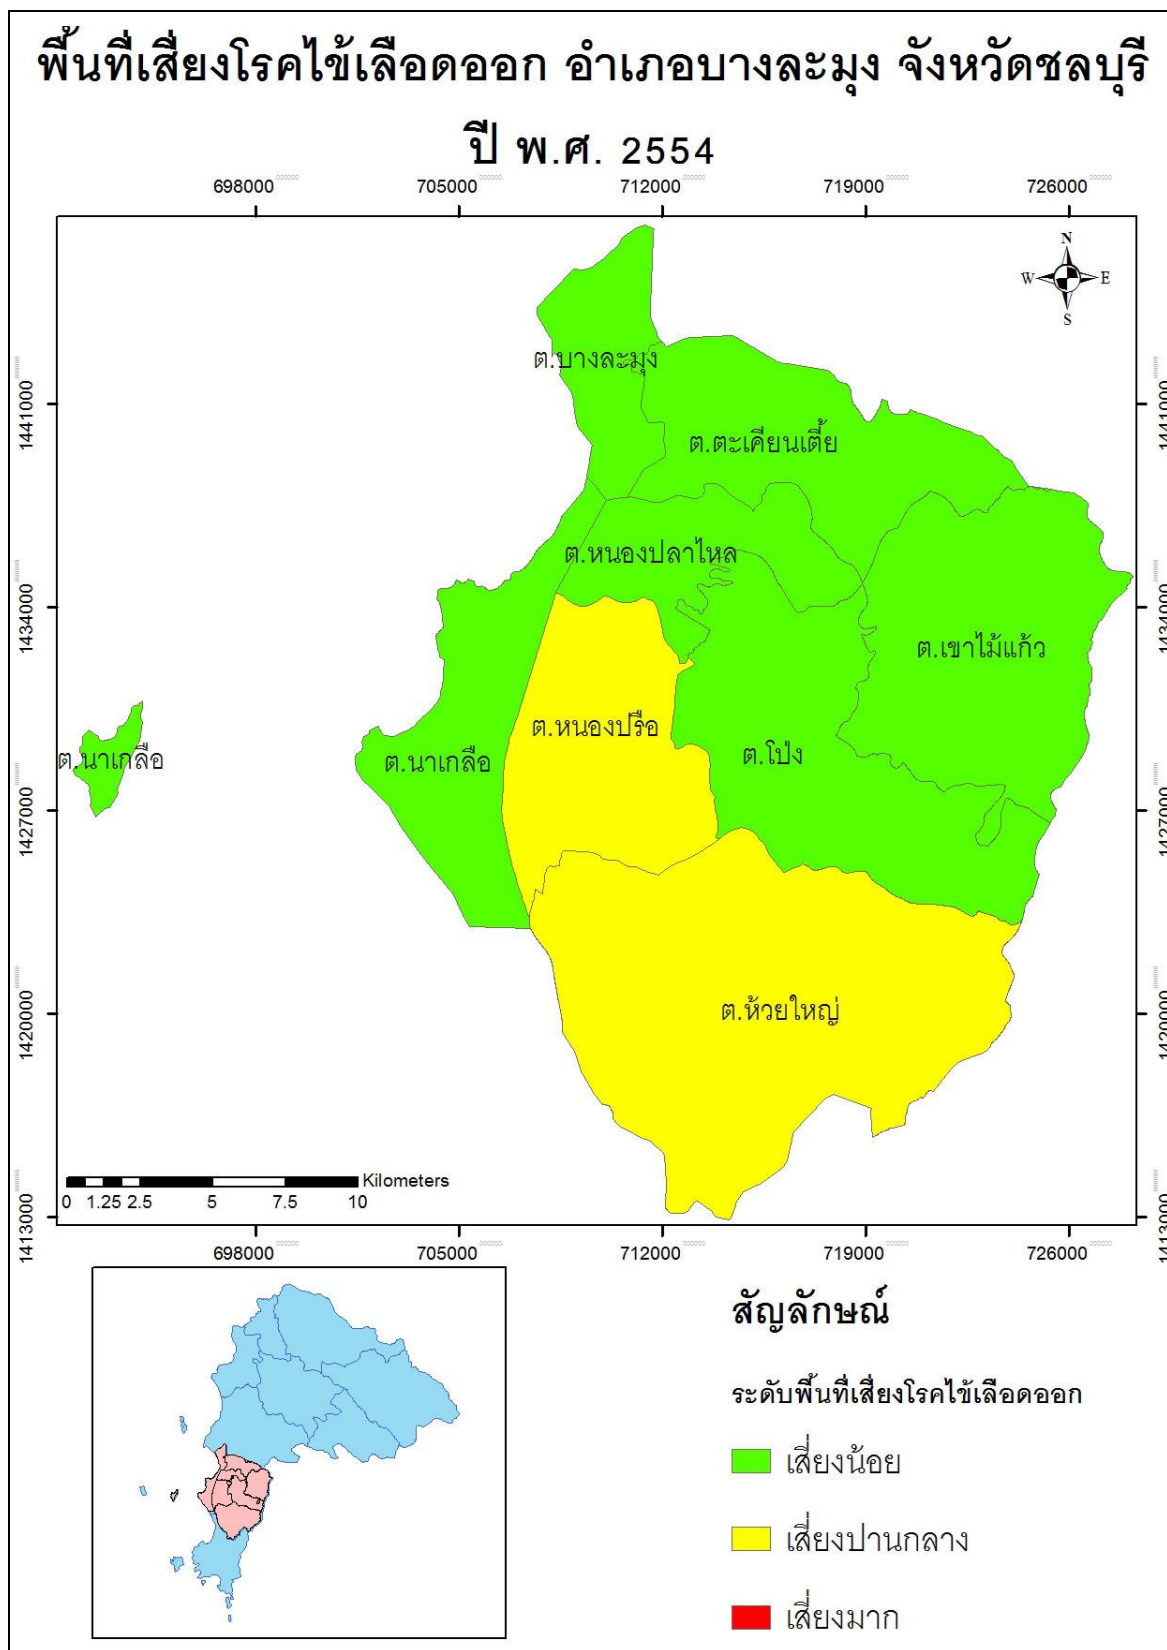 พื้นที่เสี่ยงโรคไข้เลือดออก อำเภอบางละมุง จังหวัดชลบุรี
ปี พ.ศ. 2554
698000 705000 712000 719000 726000
N
W E
S
ต.บางละมุง
1441000 1441000
ต.ตะเคียนเตี้ย
ต.หนองปลาไหล
1434000 1434000
ต.เขาไม้แก้ว
ต.หนองปรือ
ต.นาเกลือ ต.นาเกลือ ต.โป่ง
1427000 1427000
ต.ห้วยใหญ่
1420000 1420000
Kilometers
0 1.25 2.5 5 7.5 10
1413000 1413000
698000 705000 712000 719000 726000
สัญลักษณ์
ระดับพื้นที่เสี่ยงโรคไข้เลือดออก
เสี่ยงน้อย
เสี่ยงปานกลาง
เสี่ยงมาก